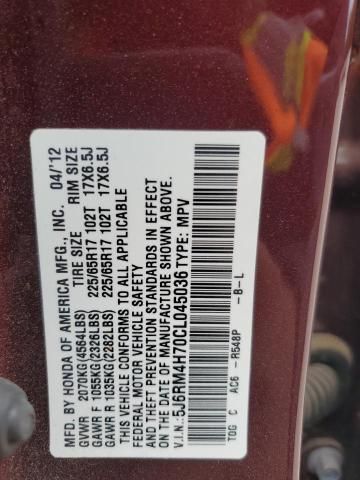 MFD. BY HONDA OF AMERICA MFG., INC. 04/'12
TIRE SIZE RIM SIZE
GVWR 2070KG(4564LBS)
GAWR F 1055KG(2326LBS) 225/65R17 102T 17X6.5J
GAWR R 1035KG(2282LBS) 225/65R17 102T 17X6.5J
THIS VEHICLE CONFORMS TO ALL APPLICABLE
FEDERAL MOTOR VEHICLE SAFETY
AND THEFT PREVENTION STANDARDS IN EFFECT
ON THE DATE OF MANUFACTURE SHOWN ABOVE.
V.I.N.: 5J6RM4H70CL045036 TYPE: MPV
T0G C AC6 - R548P - B - L